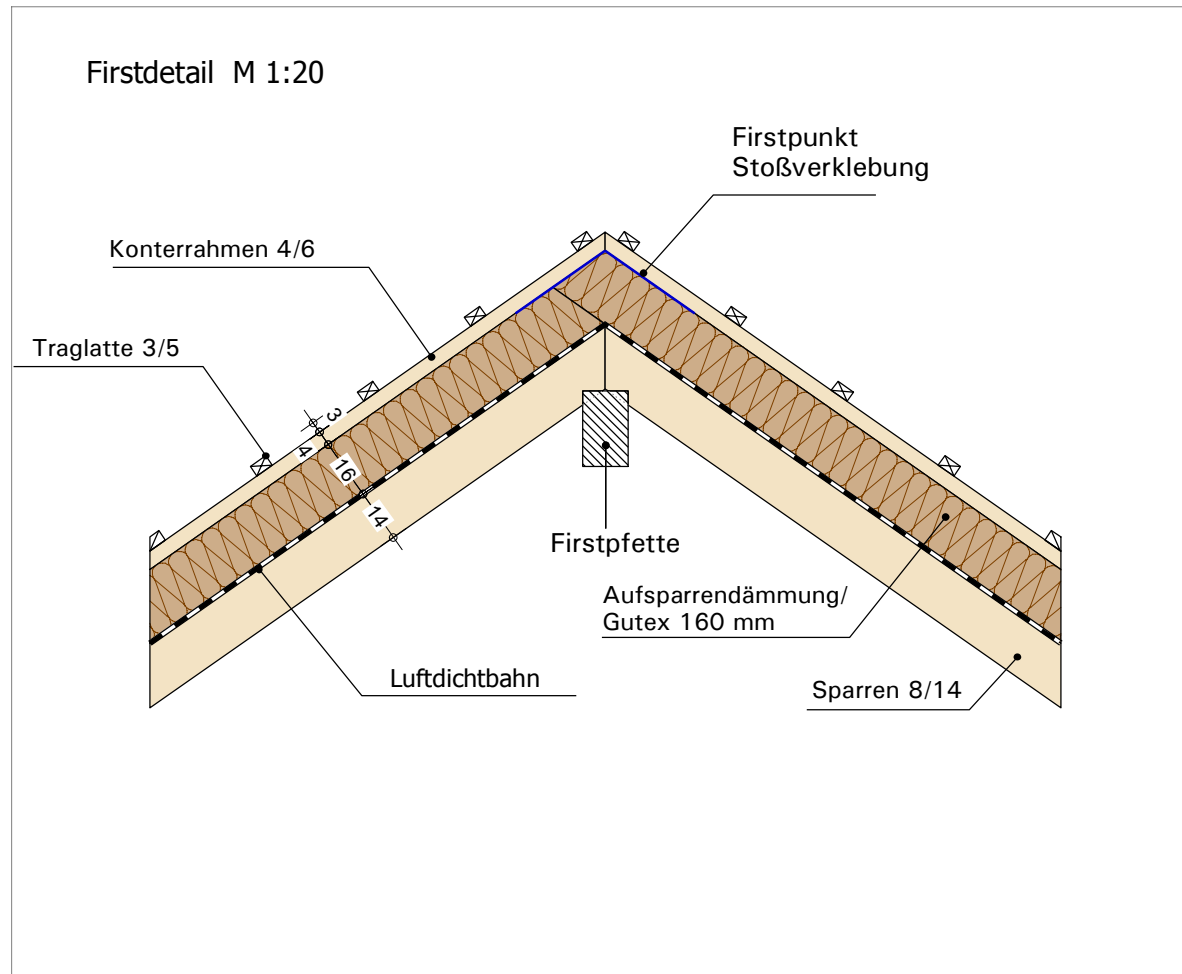 Firstdetail M 1:20
Firstpunkt
Stoßverklebung
Konterrahmen 4/6
Traglatte 3/5
3
4
16
14
Firstpfette
Aufsparrendämmung/
Gutex 160 mm
Luftdichtbahn
Sparren 8/14